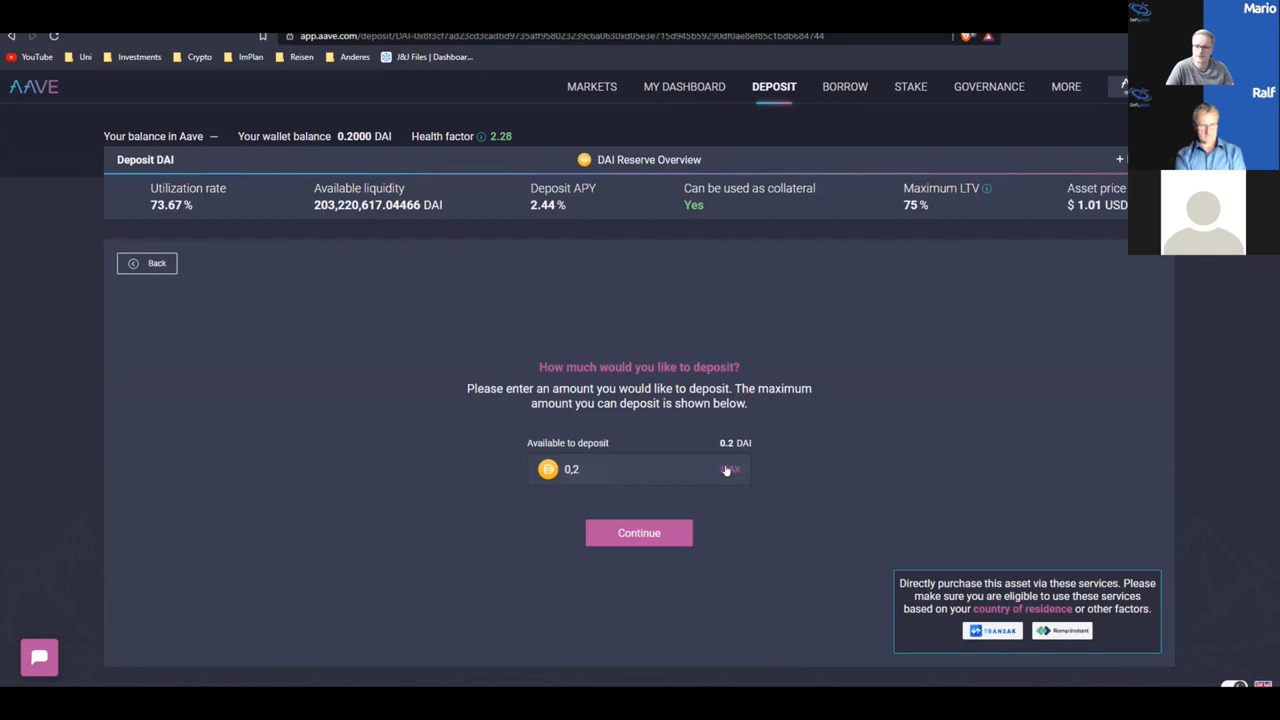 Mario
app.aave.com/deposit/DAI-
YouTube Uni Investments Crypto ImPlan Reisen Anderes J&J Files | Dashboar...
AAVE MARKETS MY DASHBOARD DEPOSIT BORROW STAKE GOVERNANCE MORE
Ralf
Your balance in Aave — Your wallet balance 0.2000 DAI Health factor 2.28
Deposit DAI DAI Reserve Overview +
Utilization rate Available liquidity Deposit APY Can be used as collateral Maximum LTV Asset price
73.67 % 203,220,617.04466 DAI 2.44 % Yes 75 % $ 1.01 USD
Back
How much would you like to deposit?
Please enter an amount you would like to deposit. The maximum
amount you can deposit is shown below.
Available to deposit 0.2 DAI
0,2 MAX
Continue
Directly purchase this asset via these services. Please
make sure you are eligible to use these services
based on your country of residence or other factors.
TRANSAK Ramp Instant